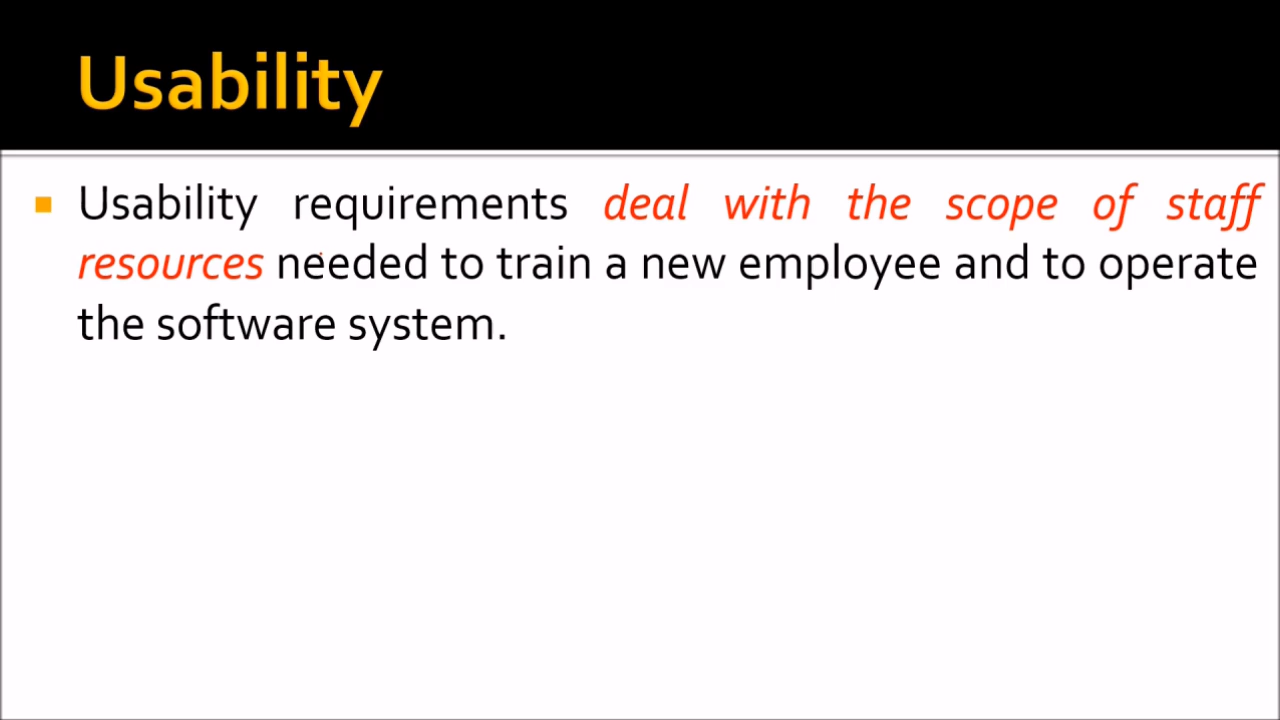 Usability
Usability requirements deal with the scope of staff
resources needed to train a new employee and to operate
the software system.